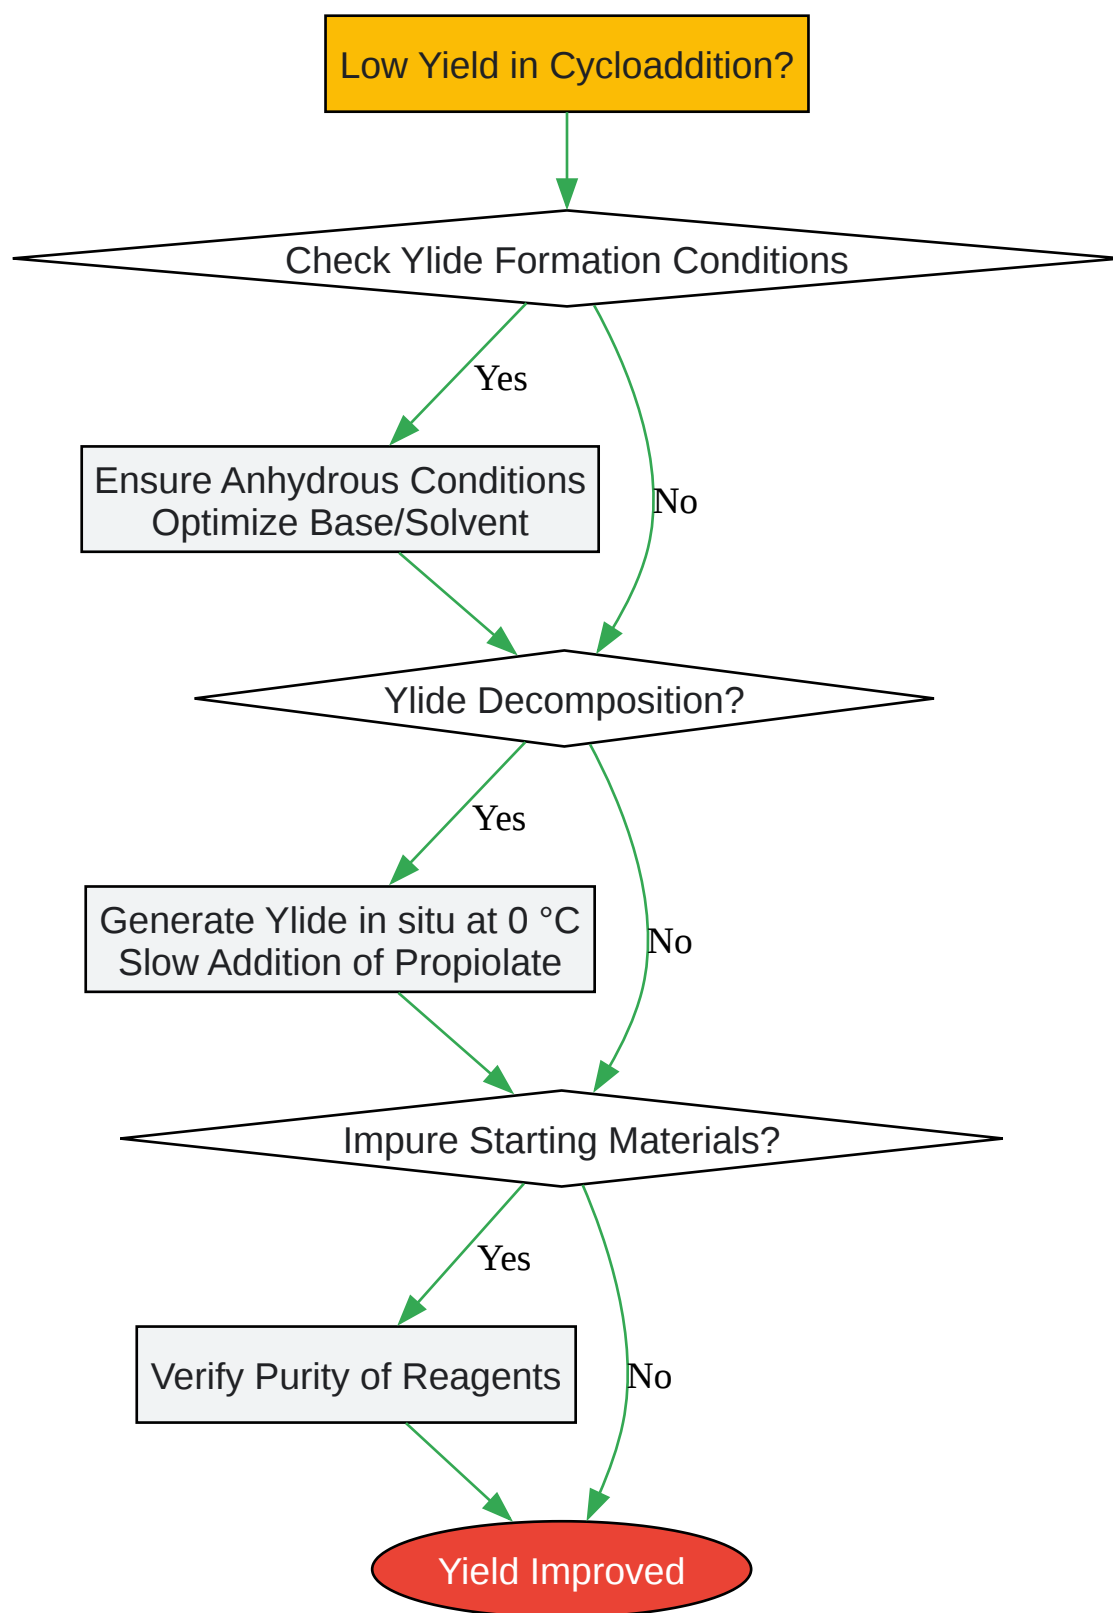 Low Yield in Cycloaddition?
Check Ylide Formation Conditions
Yes
Ensure Anhydrous Conditions
Optimize Base/Solvent
No
Ylide Decomposition?
Yes
Generate Ylide in situ at 0 °C
Slow Addition of Propiolate
No
Impure Starting Materials?
Yes
Verify Purity of Reagents
No
Yield Improved